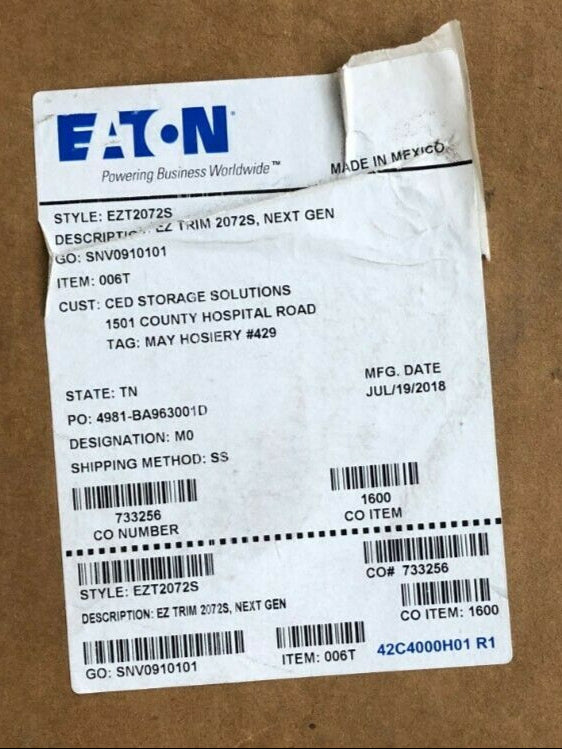 EATON
Powering Business Worldwide™
MADE IN MEXICO
STYLE: EZT2072S
EZ TRIM 2072S, NEXT GEN
GO: SNV0910101
ITEM: 006T
CUST: CED STORAGE SOLUTIONS
1501 COUNTY HOSPITAL ROAD
TAG: MAY HOSIERY #429
MFG. DATE
JUL/19/2018
STATE: TN
PO: 4981-BA963001D
DESIGNATION: M0
SHIPPING METHOD: SS
733256
CO NUMBER
1600
CO ITEM
STYLE: EZT2072S
CO# 733256
DESCRIPTION: EZ TRIM 2072S, NEXT GEN
CO ITEM: 1600
GO: SNV0910101
ITEM: 006T
42C4000H01 R1